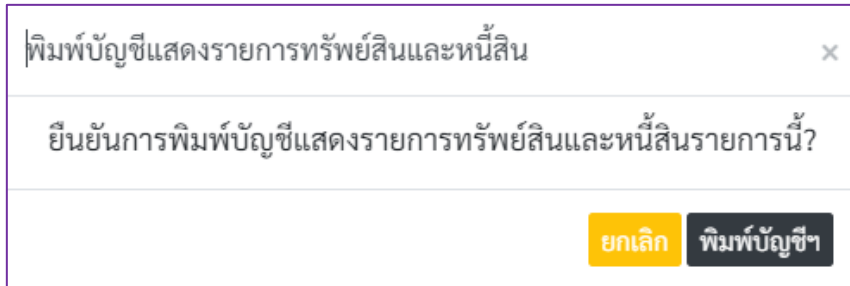 พิมพ์บัญชีแสดงรายการทรัพย์สินและหนี้สิน ×
ยืนยันการพิมพ์บัญชีแสดงรายการทรัพย์สินและหนี้สินรายการนี้?
ยกเลิก พิมพ์บัญชีฯ